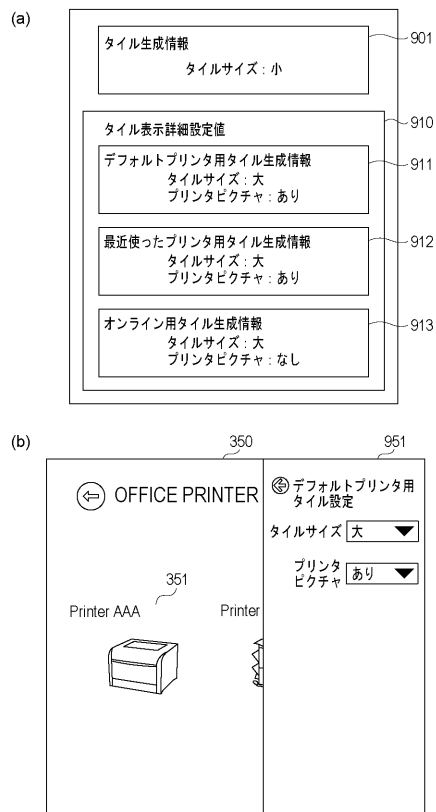 (a)
タイル生成情報
901
タイルサイズ：小
910
タイル表示詳細設定値
デフォルトプリンタ用タイル生成情報
911
タイルサイズ：大
プリンタピクチャ：あり
最近使ったプリンタ用タイル生成情報
912
タイルサイズ：大
プリンタピクチャ：あり
オンライン用タイル生成情報
913
タイルサイズ：大
プリンタピクチャ：なし
(b)
350
951
OFFICE PRINTER
デフォルトプリンタ用
タイル設定
タイルサイズ 大
プリンタ
ピクチャ あり
351
Printer AAA
Printer